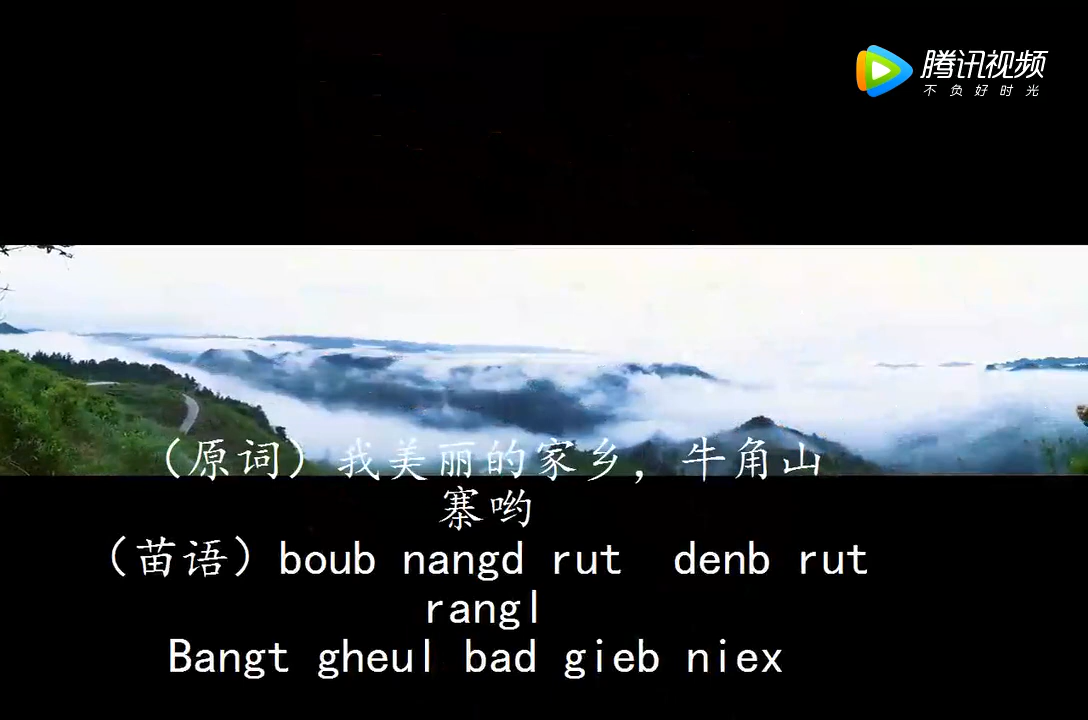 腾讯视频
不负好时光
（原词）我美丽的家乡，牛角山
寨哟
（苗语）boub nangd rut denb rut
rangl
Bangt gheul bad gieb niex